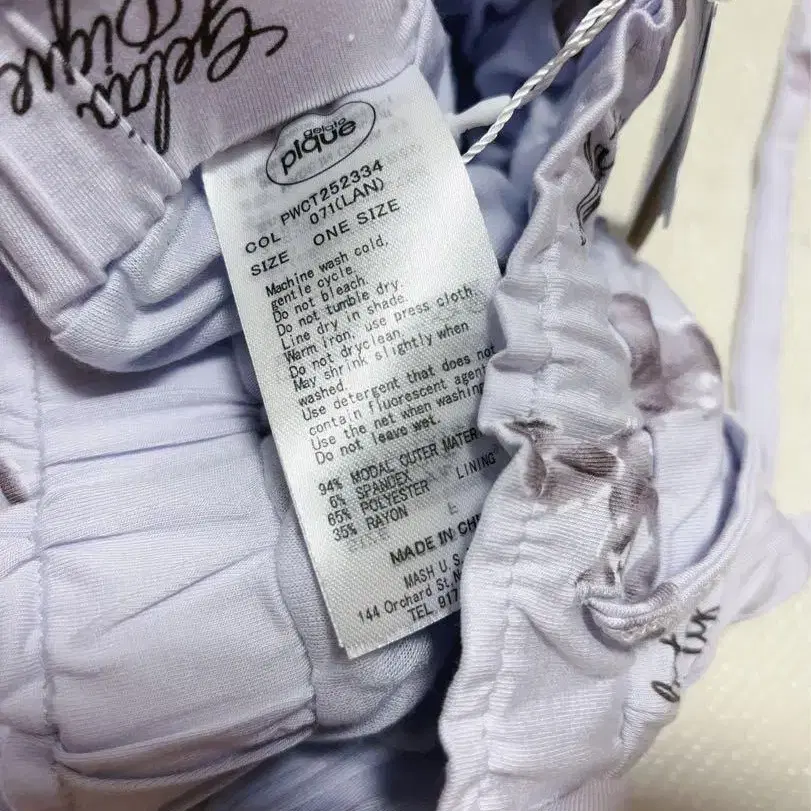 Gelato
Pique
gelato
pique
PWCT252334
COL 071(LAN)
SIZE ONE SIZE
Machine wash cold,
gentle cycle.
Do not bleach.
Do not tumble dry.
Line dry in shade.
Warm iron, use press cloth.
Do not dryclean.
May shrink slightly when
washed.
Use detergent that does not
contain fluorescent agent
Use the net when washing
Do not leave wet.
94% MODAL OUTER MATER
6% SPANDEX
65% POLYESTER LINING
35% RAYON
MADE IN CHI
MASH U.S.
144 Orchard St, N
TEL 917